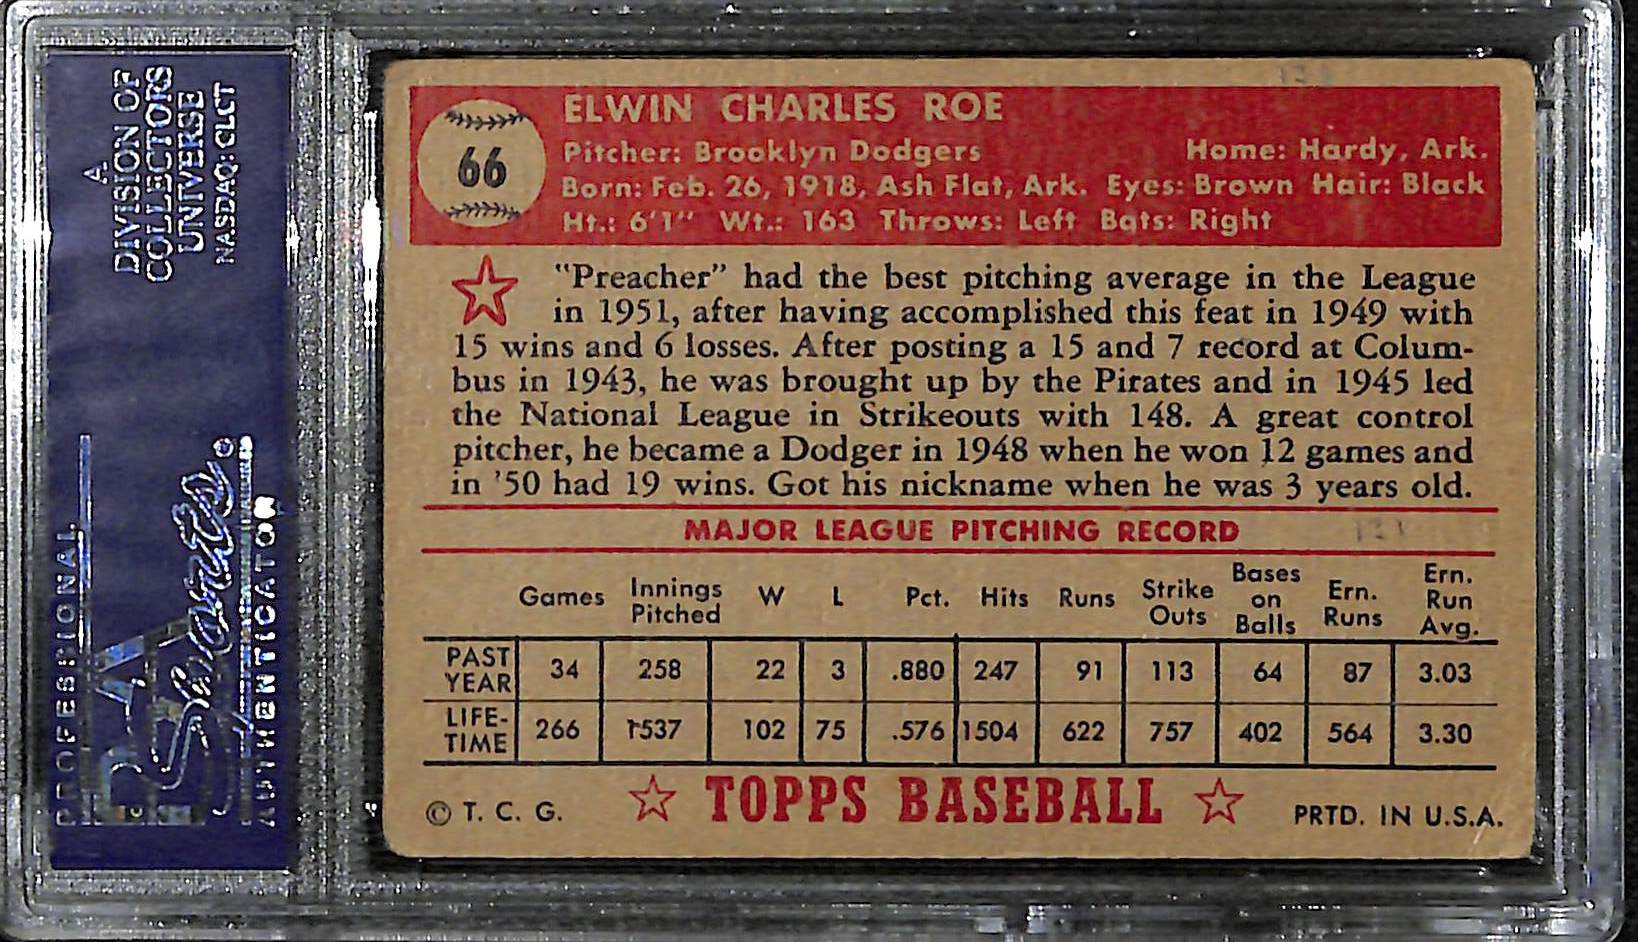 A
DIVISION OF
COLLECTORS
UNIVERSE
NASDAQ: CLCT
PROFESSIONAL
PSA
Sports
AUTHENTICATOR
66
ELWIN CHARLES ROE
Pitcher: Brooklyn Dodgers Home: Hardy, Ark.
Born: Feb. 26, 1918, Ash Flat, Ark. Eyes: Brown Hair: Black
Ht.: 6'1" Wt.: 163 Throws: Left Bats: Right
"Preacher" had the best pitching average in the League
in 1951, after having accomplished this feat in 1949 with
15 wins and 6 losses. After posting a 15 and 7 record at Colum-
bus in 1943, he was brought up by the Pirates and in 1945 led
the National League in Strikeouts with 148. A great control
pitcher, he became a Dodger in 1948 when he won 12 games and
in '50 had 19 wins. Got his nickname when he was 3 years old.
MAJOR LEAGUE PITCHING RECORD
Games Innings Pitched W L Pct. Hits Runs Strike Outs Bases on Balls Ern. Runs Ern. Run Avg.
PAST YEAR 34 258 22 3 .880 247 91 113 64 87 3.03
LIFE-TIME 266 1537 102 75 .576 1504 622 757 402 564 3.30
© T. C. G. TOPPS BASEBALL PRTD. IN U.S.A.